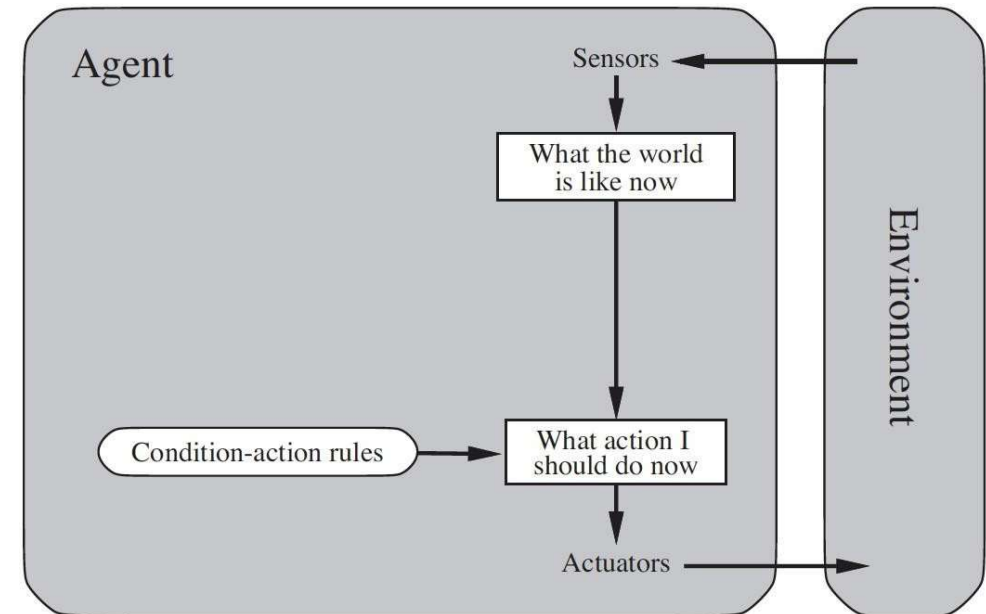 Agent
Sensors
What the world
is like now
Environment
Condition-action rules
What action I
should do now
Actuators